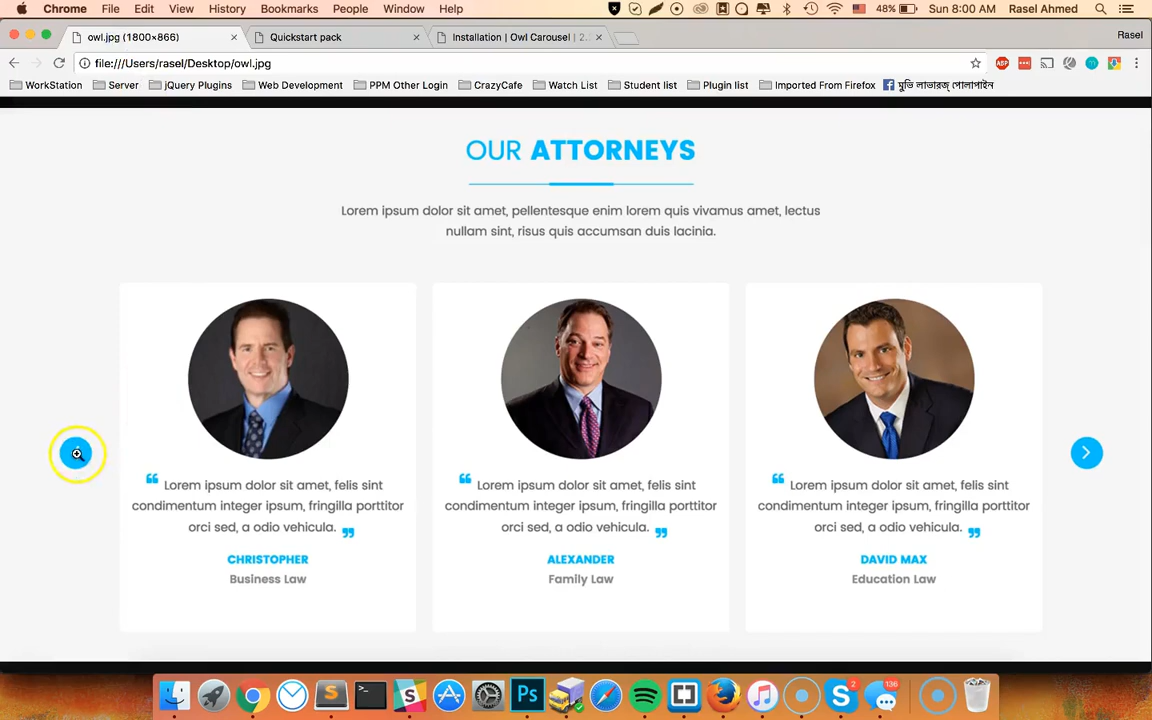 Chrome File Edit View History Bookmarks People Window Help 48% Sun 8:00 AM Rasel Ahmed
owl.jpg (1800×866) Quickstart pack Installation | Owl Carousel | 2. Rasel
file:///Users/rasel/Desktop/owl.jpg ABP
WorkStation Server jQuery Plugins Web Development PPM Other Login CrazyCafe Watch List Student list Plugin list Imported From Firefox মুভি লাভারজ্ পোলাপাইন
OUR ATTORNEYS
Lorem ipsum dolor sit amet, pellentesque enim lorem quis vivamus amet, lectus
nullam sint, risus quis accumsan duis lacinia.
“ Lorem ipsum dolor sit amet, felis sint
condimentum integer ipsum, fringilla porttitor
orci sed, a odio vehicula. ”
CHRISTOPHER
Business Law
“ Lorem ipsum dolor sit amet, felis sint
condimentum integer ipsum, fringilla porttitor
orci sed, a odio vehicula. ”
ALEXANDER
Family Law
“ Lorem ipsum dolor sit amet, felis sint
condimentum integer ipsum, fringilla porttitor
orci sed, a odio vehicula. ”
DAVID MAX
Education Law
Ps 2 136